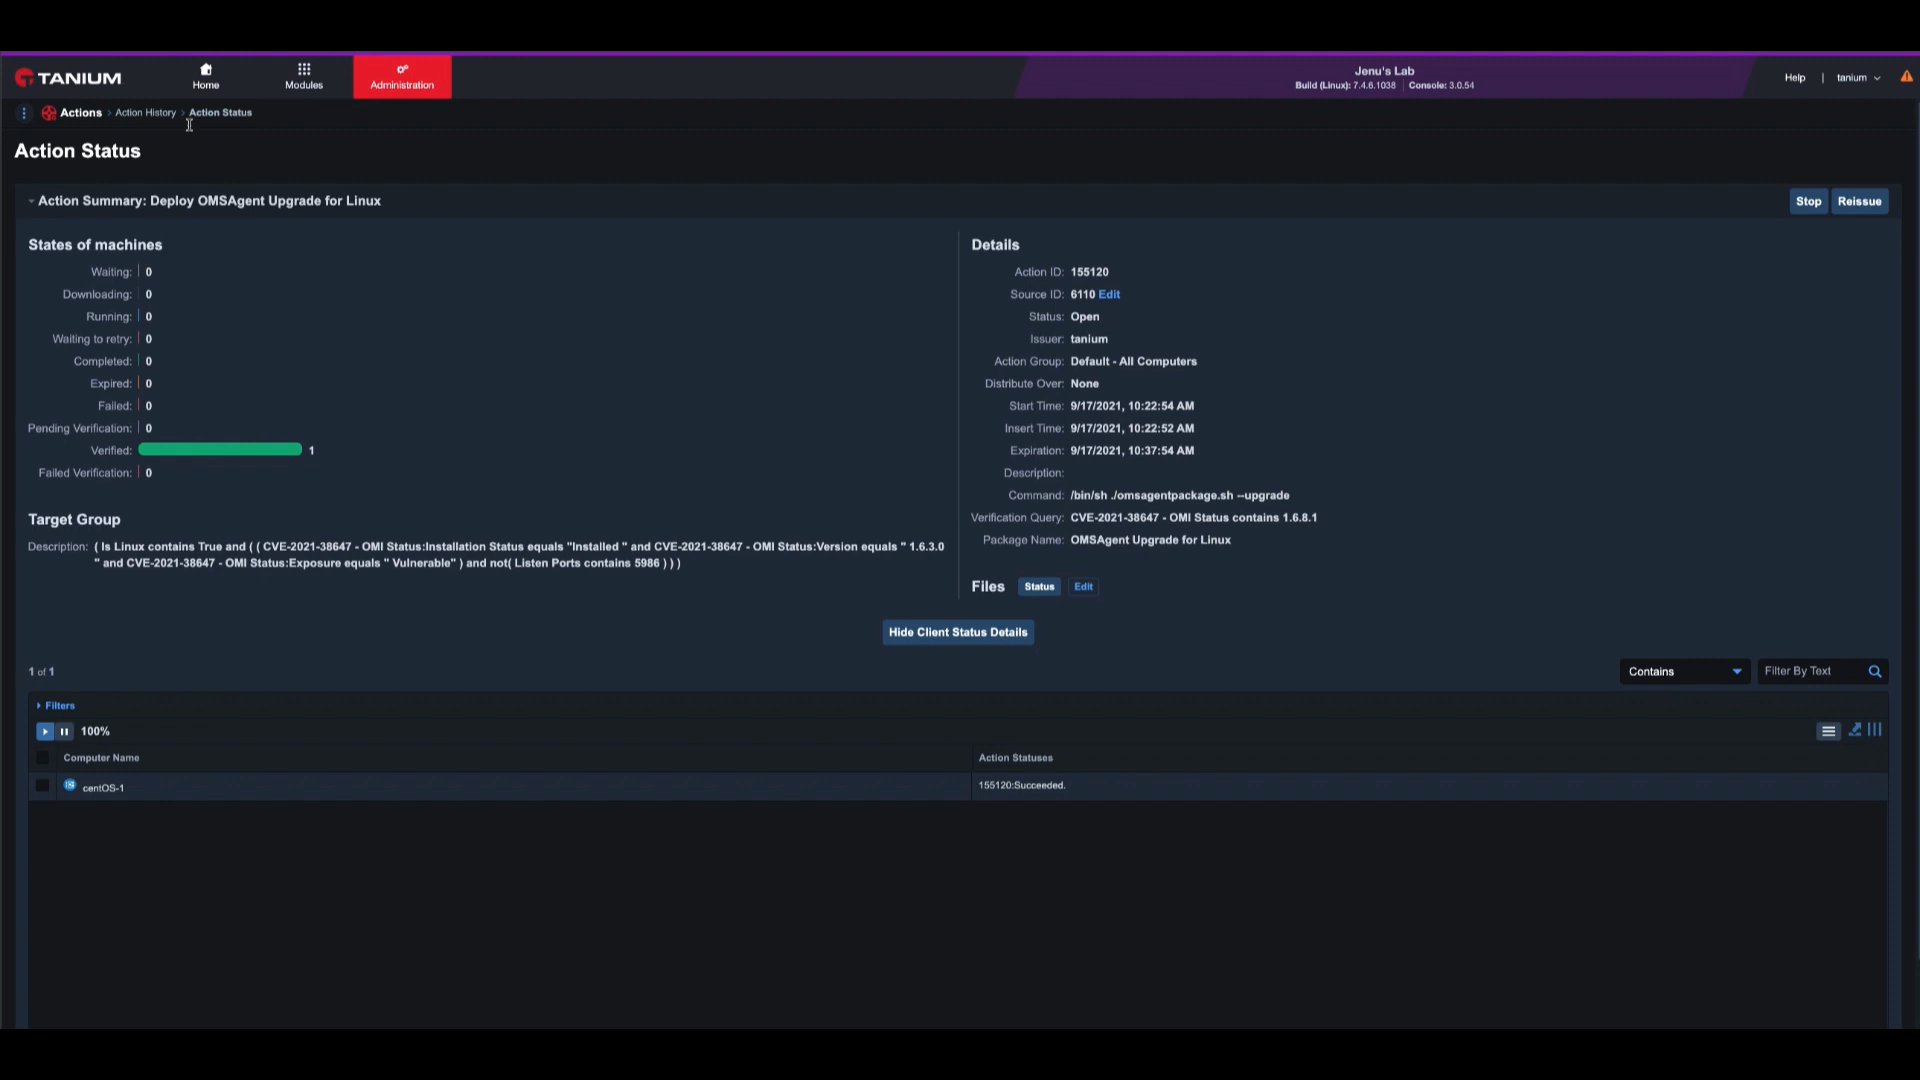 TANIUM
Home
Modules
Administration
Jenu's Lab
Build (Linux): 7.4.6.1038 | Console: 3.0.54
Help | tanium
Actions › Action History › Action Status
Action Status
Action Summary: Deploy OMSAgent Upgrade for Linux
Stop
Reissue
States of machines
Waiting: 0
Downloading: 0
Running: 0
Waiting to retry: 0
Completed: 0
Expired: 0
Failed: 0
Pending Verification: 0
Verified: 1
Failed Verification: 0
Target Group
Description: ( Is Linux contains True and ( ( CVE-2021-38647 - OMI Status:Installation Status equals "Installed " and CVE-2021-38647 - OMI Status:Version equals " 1.6.3.0
" and CVE-2021-38647 - OMI Status:Exposure equals " Vulnerable" ) and not( Listen Ports contains 5986 ) ) )
Details
Action ID: 155120
Source ID: 6110 Edit
Status: Open
Issuer: tanium
Action Group: Default - All Computers
Distribute Over: None
Start Time: 9/17/2021, 10:22:54 AM
Insert Time: 9/17/2021, 10:22:52 AM
Expiration: 9/17/2021, 10:37:54 AM
Description:
Command: /bin/sh ./omsagentpackage.sh --upgrade
Verification Query: CVE-2021-38647 - OMI Status contains 1.6.8.1
Package Name: OMSAgent Upgrade for Linux
Files Status Edit
Hide Client Status Details
1 of 1
Contains
Filter By Text
Filters
100%
Computer Name
Action Statuses
centOS-1
155120:Succeeded.